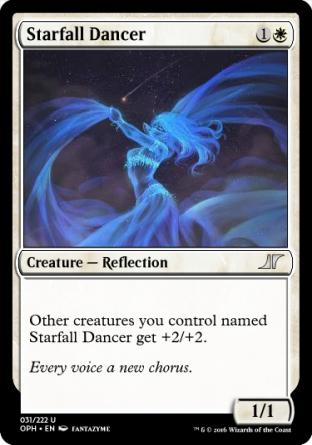 Starfall Dancer
1
Creature — Reflection
Other creatures you control named
Starfall Dancer get +2/+2.
Every voice a new chorus.
1/1
031/222 U
OPH • EN FANTAZYME
™ & © 2016 Wizards of the Coast